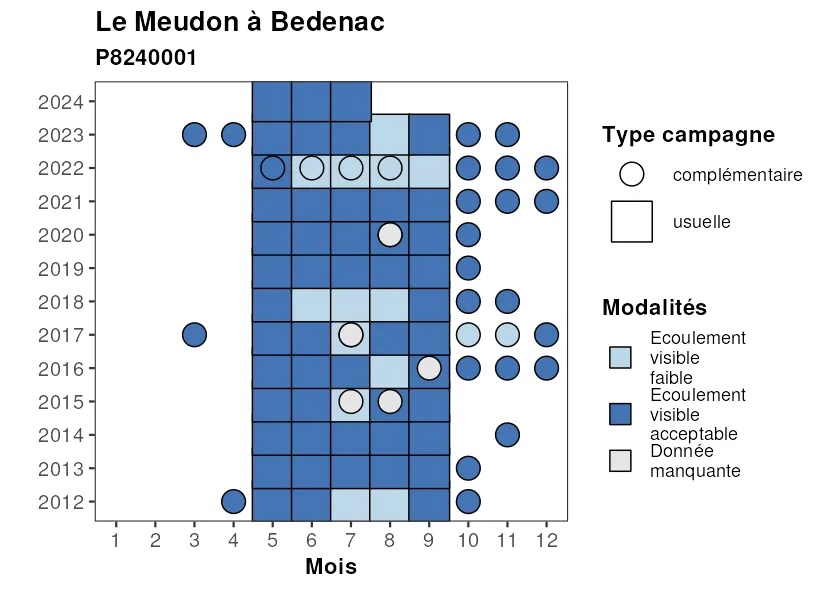 Le Meudon à Bedenac
P8240001
2024
2023
2022
2021
2020
2019
2018
2017
2016
2015
2014
2013
2012
1 2 3 4 5 6 7 8 9 10 11 12
Mois
Type campagne
complémentaire
usuelle
Modalités
Ecoulement
visible
faible
Ecoulement
visible
acceptable
Donnée
manquante